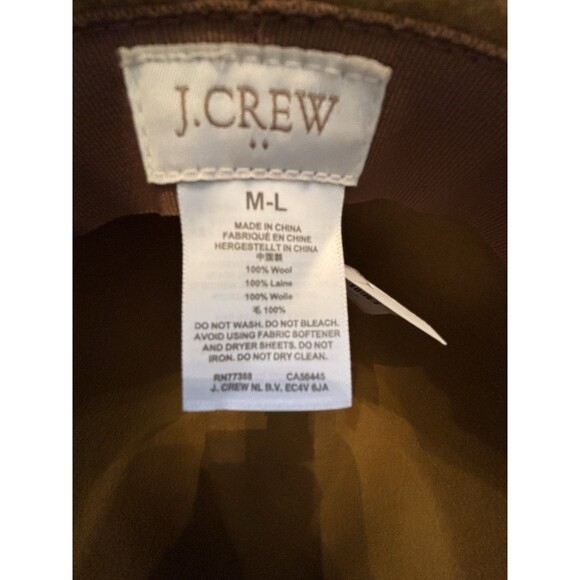 J.CREW
M-L
MADE IN CHINA
FABRIQUÉ EN CHINE
HERGESTELLT IN CHINA
中国製
100% Wool
100% Laine
100% Wolle
毛 100%
DO NOT WASH. DO NOT BLEACH.
AVOID USING FABRIC SOFTENER
AND DRYER SHEETS. DO NOT
IRON. DO NOT DRY CLEAN.
RN77388 CA56445
J. CREW NL B.V. EC4V 6JA